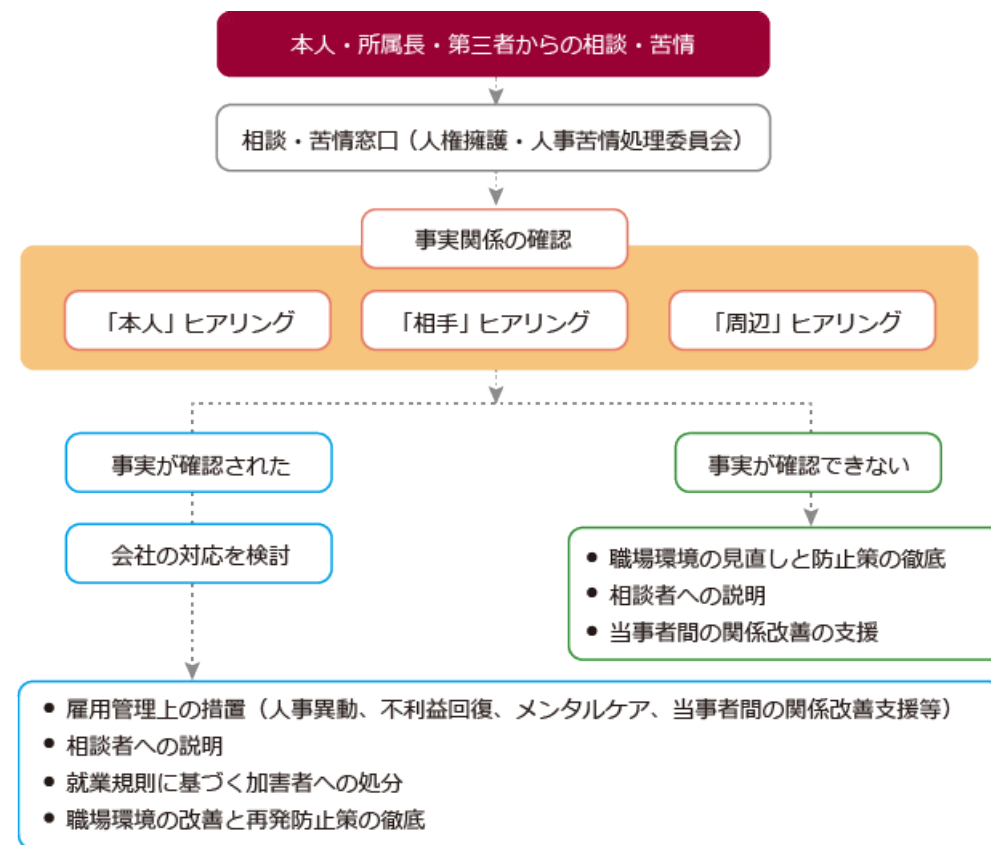 本人・所属長・第三者からの相談・苦情
相談・苦情窓口（人権擁護・人事苦情処理委員会）
事実関係の確認
「本人」ヒアリング
「相手」ヒアリング
「周辺」ヒアリング
事実が確認された
事実が確認できない
会社の対応を検討
● 職場環境の見直しと防止策の徹底
● 相談者への説明
● 当事者間の関係改善の支援
● 雇用管理上の措置（人事異動、不利益回復、メンタルケア、当事者間の関係改善支援等）
● 相談者への説明
● 就業規則に基づく加害者への処分
● 職場環境の改善と再発防止策の徹底